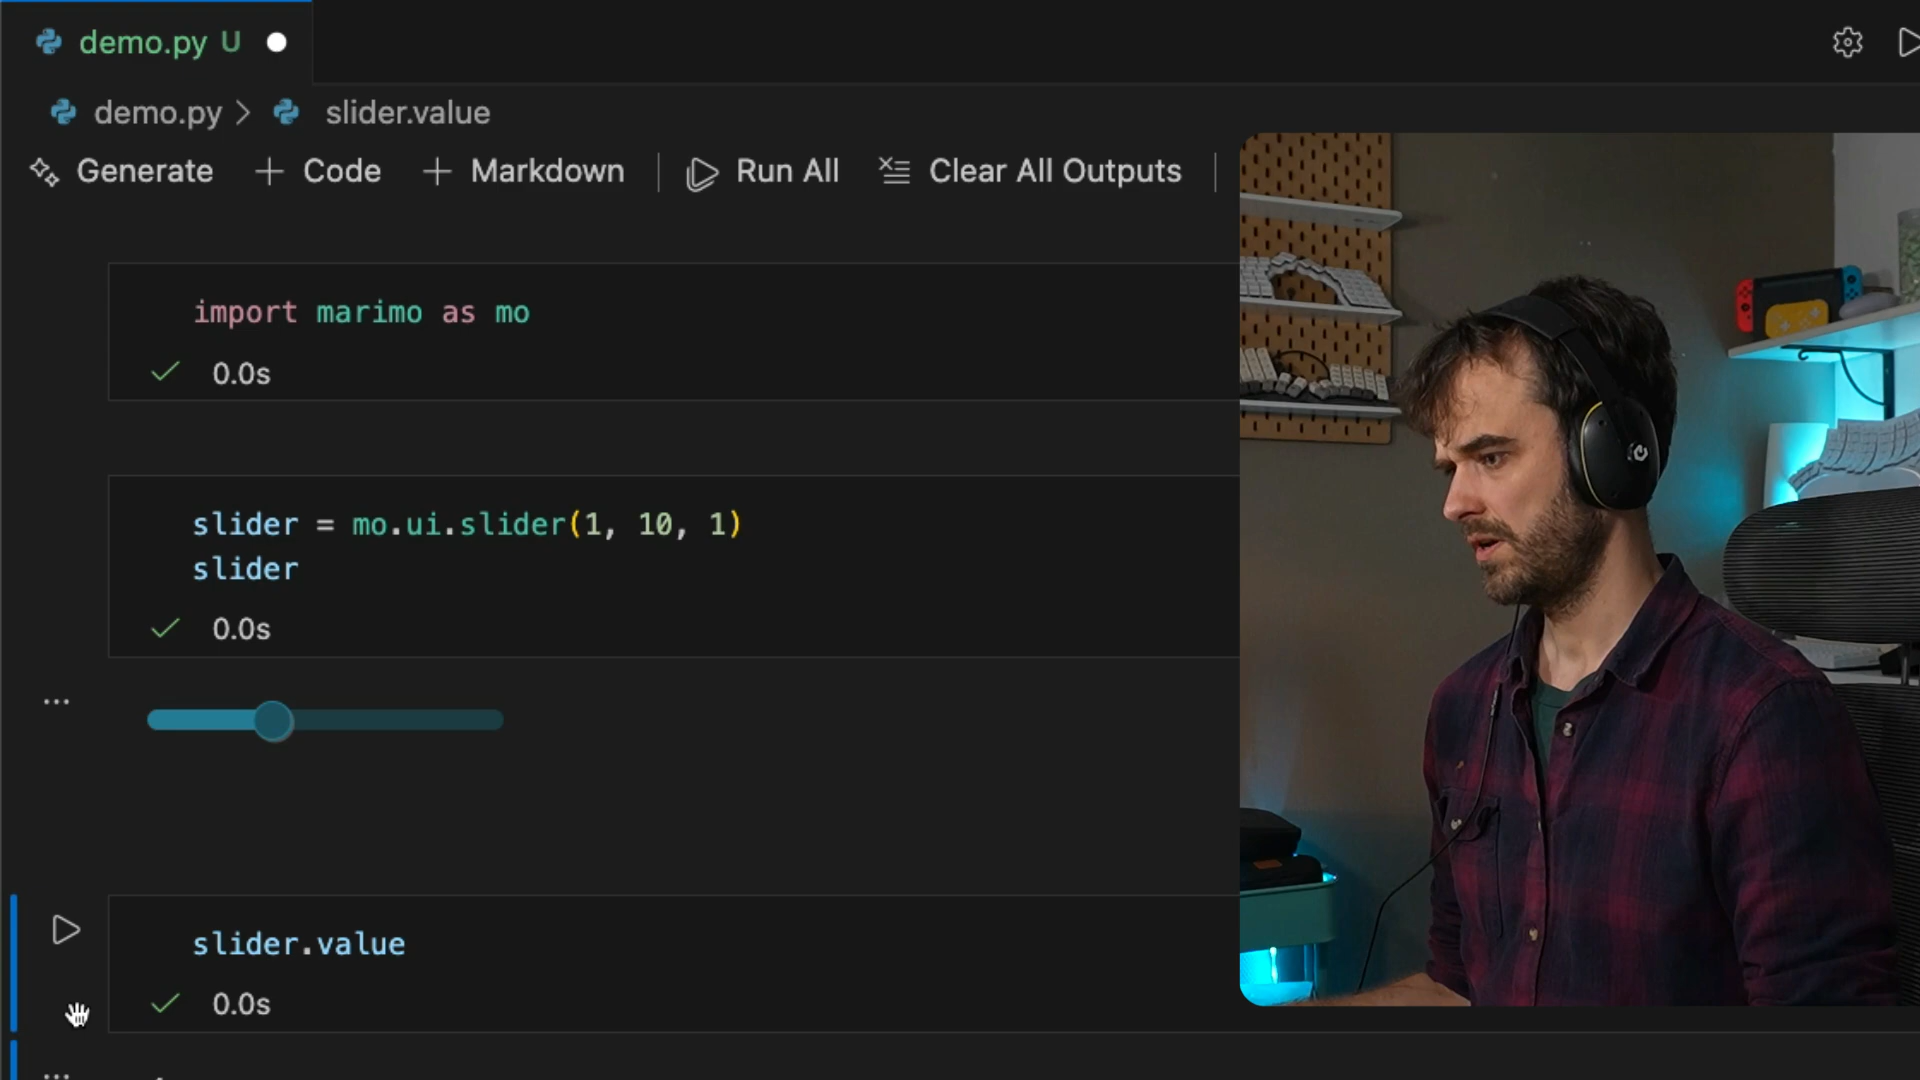 demo.py U
demo.py > slider.value
Generate + Code + Markdown Run All Clear All Outputs
import marimo as mo
0.0s
slider = mo.ui.slider(1, 10, 1)
slider
0.0s
...
slider.value
0.0s
...